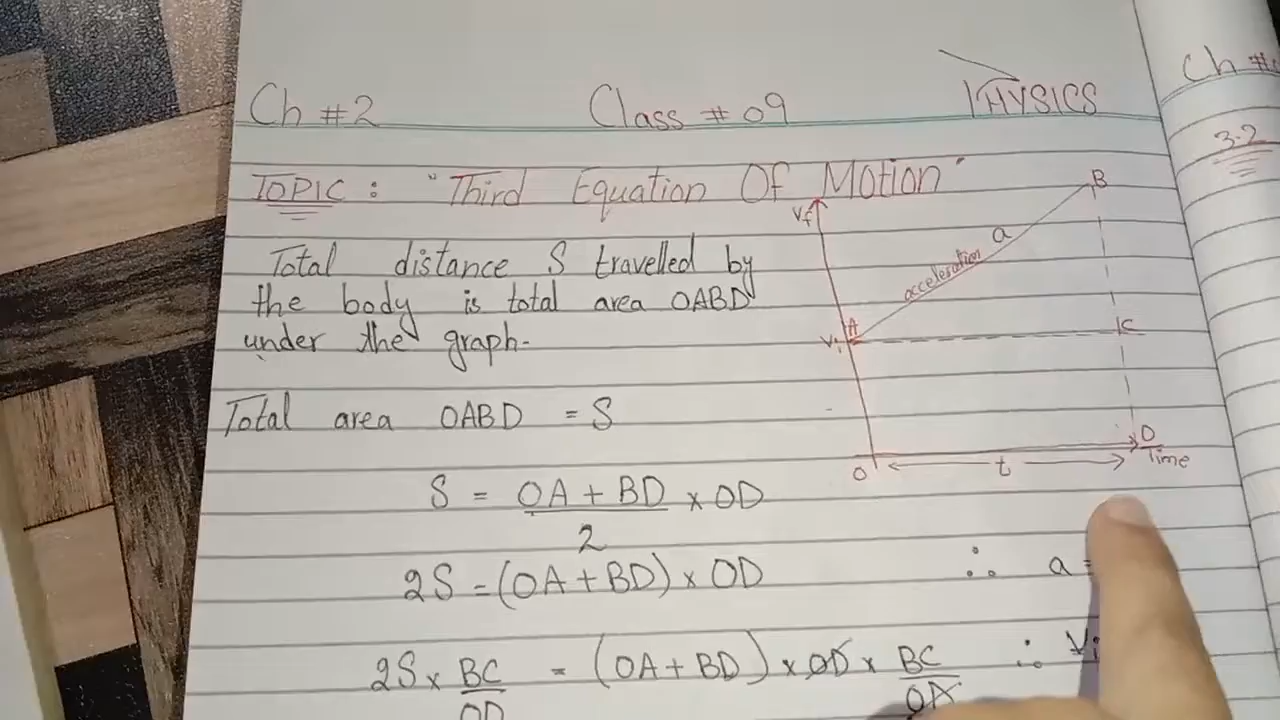 Ch #2 Class # 09 PHYSICS
TOPIC: "Third Equation Of Motion"
Total distance S travelled by
the body is total area OABD
under the graph.
Total area OABD = S
S = OA + BD / 2 × OD
2S = (OA + BD) × OD
2S × BC / OD = (OA + BD) × OD × BC / OA
Vf
B
a
acceleration
A
Vi
C
D
Time
O
t
∴ a =
∴ Vi
Ch #
3.2